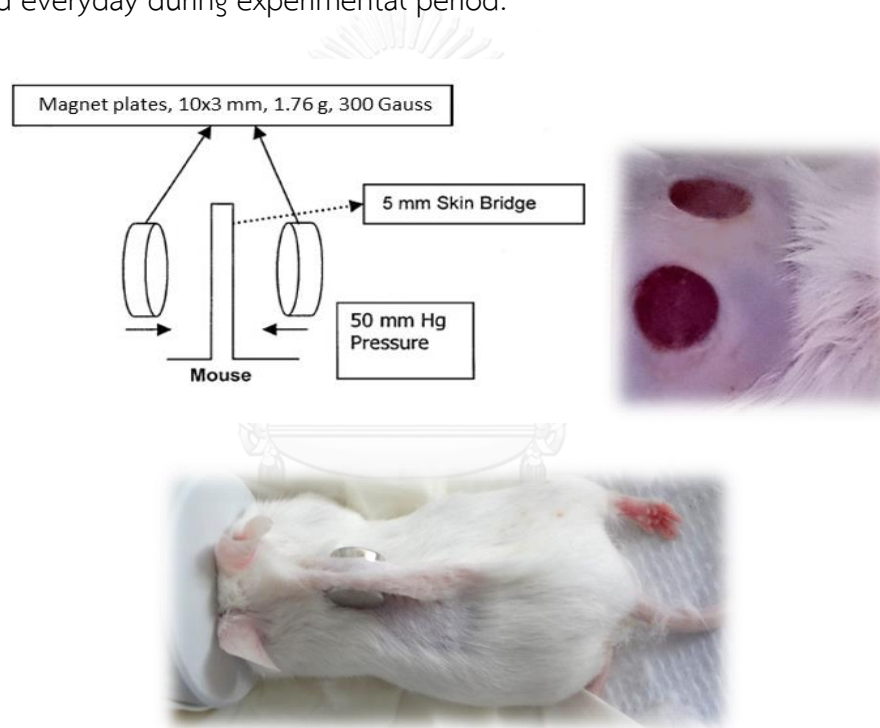 d everyday during experimental period.
Magnet plates, 10x3 mm, 1.76 g, 300 Gauss
5 mm Skin Bridge
50 mm Hg
Pressure
Mouse